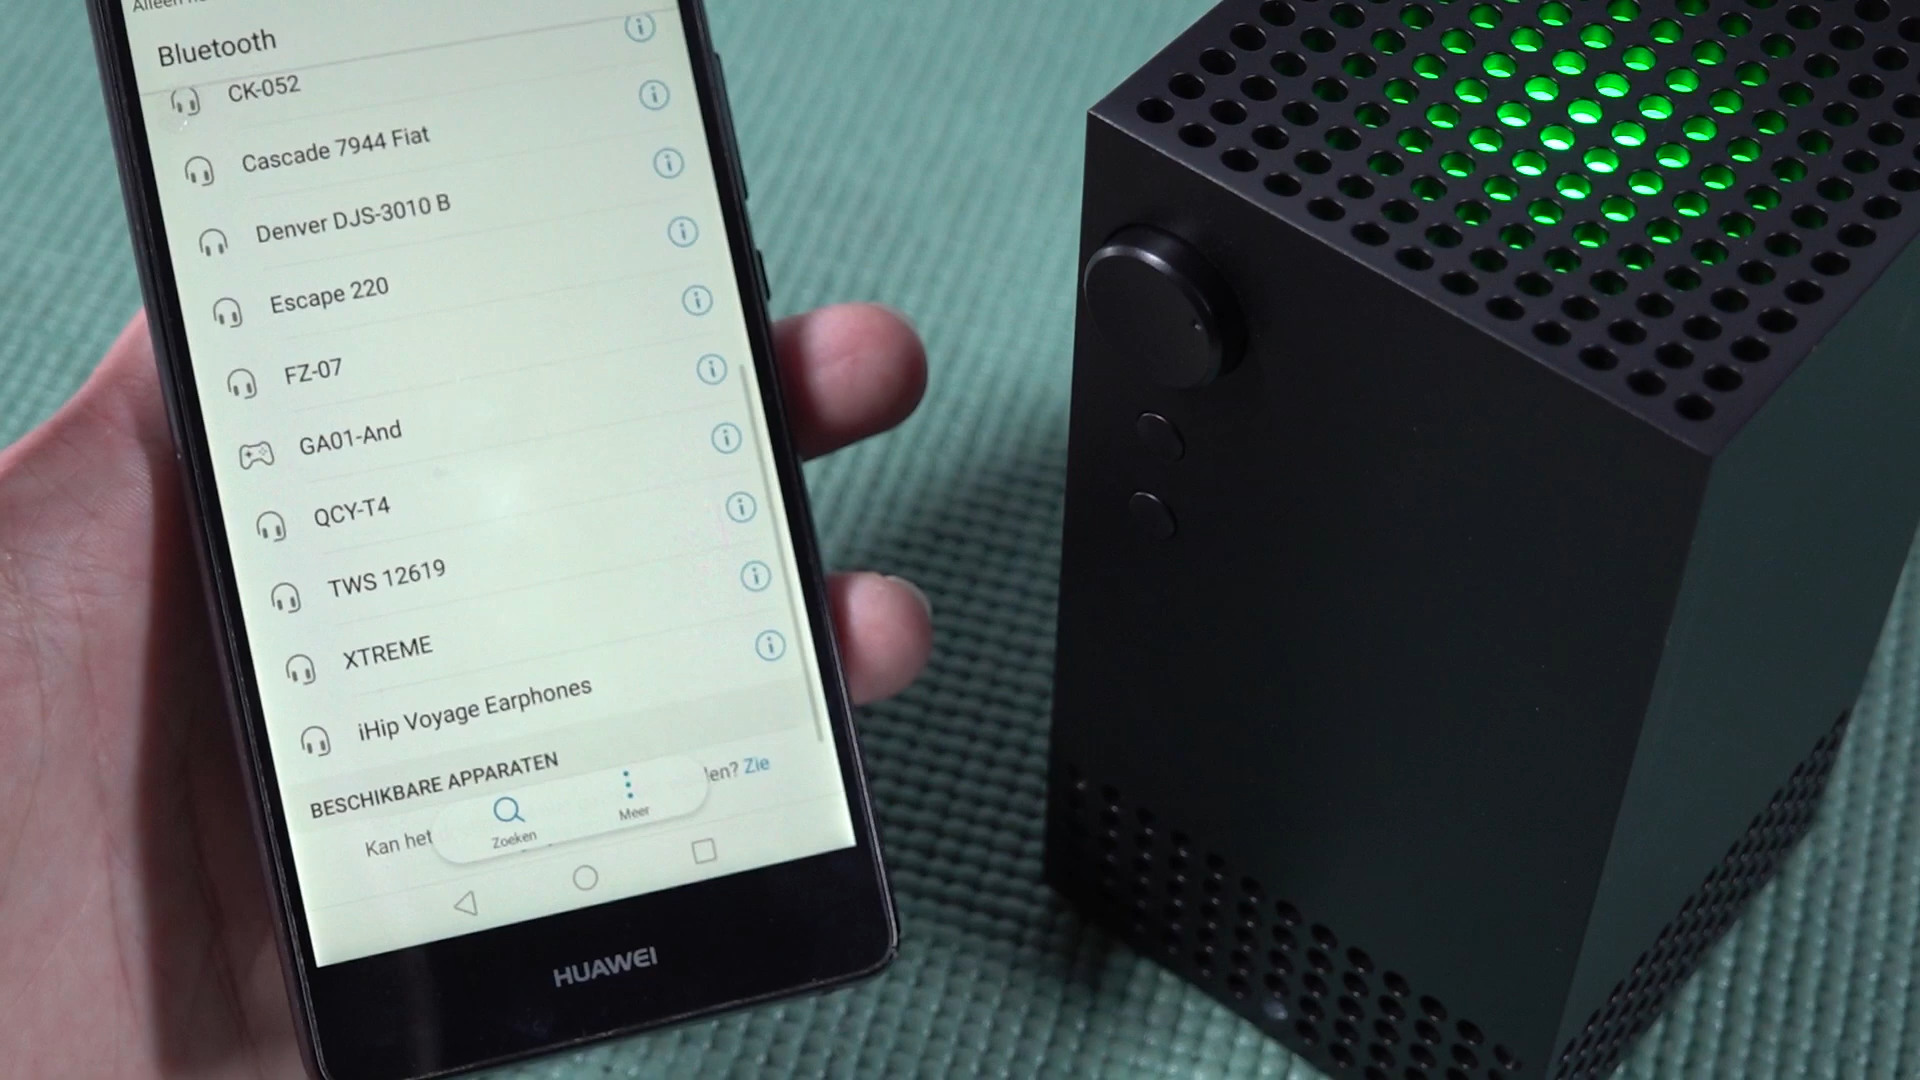 Alleen
Bluetooth
CK-052
Cascade 7944 Fiat
Denver DJS-3010 B
Escape 220
FZ-07
GA01-And
QCY-T4
TWS 12619
XTREME
iHip Voyage Earphones
BESCHIKBARE APPARATEN
Kan het len? Zie
Zoeken Meer
HUAWEI